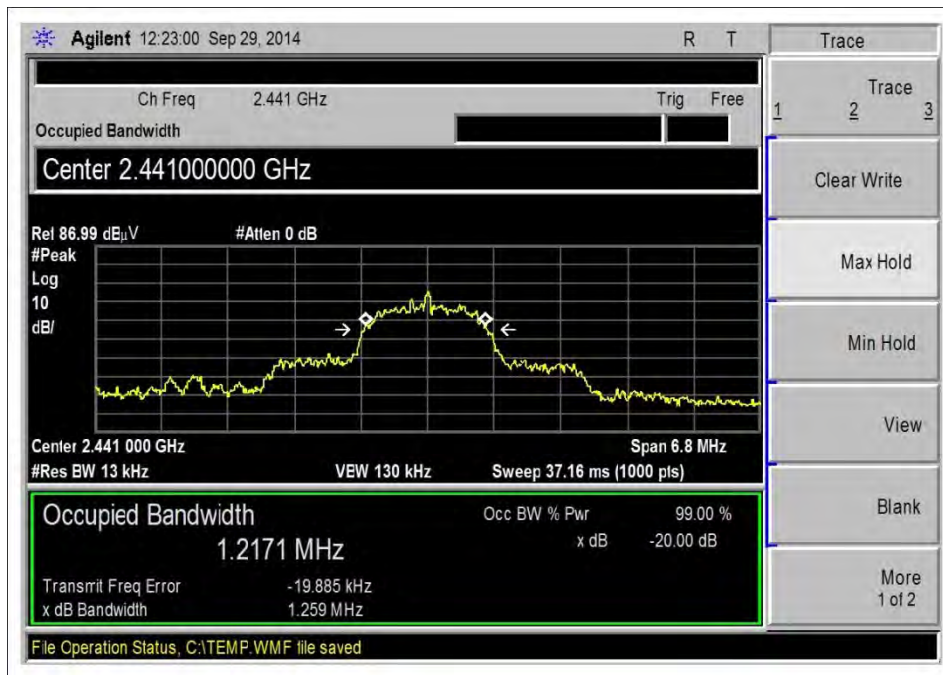 Agilent 12:23:00 Sep 29, 2014 R T
Trace
Ch Freq 2.441 GHz Trig Free
Occupied Bandwidth
Center 2.441000000 GHz
Ref 86.99 dBµV #Atten 0 dB
#Peak
Log
10
dB/
Center 2.441 000 GHz Span 6.8 MHz
#Res BW 13 kHz VBW 130 kHz Sweep 37.16 ms (1000 pts)
Occupied Bandwidth Occ BW % Pwr 99.00 %
1.2171 MHz x dB -20.00 dB
Transmit Freq Error -19.885 kHz
x dB Bandwidth 1.259 MHz
File Operation Status, C:\TEMP.WMF file saved
Trace
1 2 3
Clear Write
Max Hold
Min Hold
View
Blank
More
1 of 2